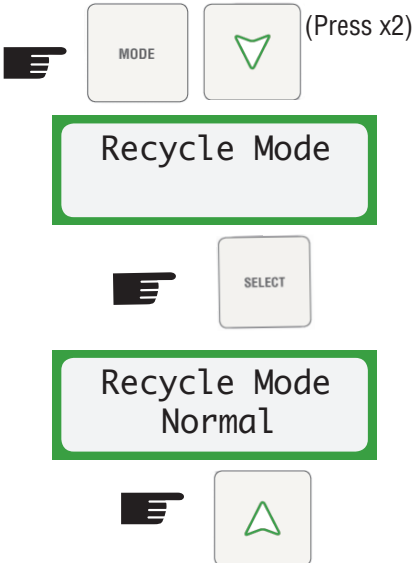 (Press x2)
MODE
Recycle Mode
SELECT
Recycle Mode
Normal